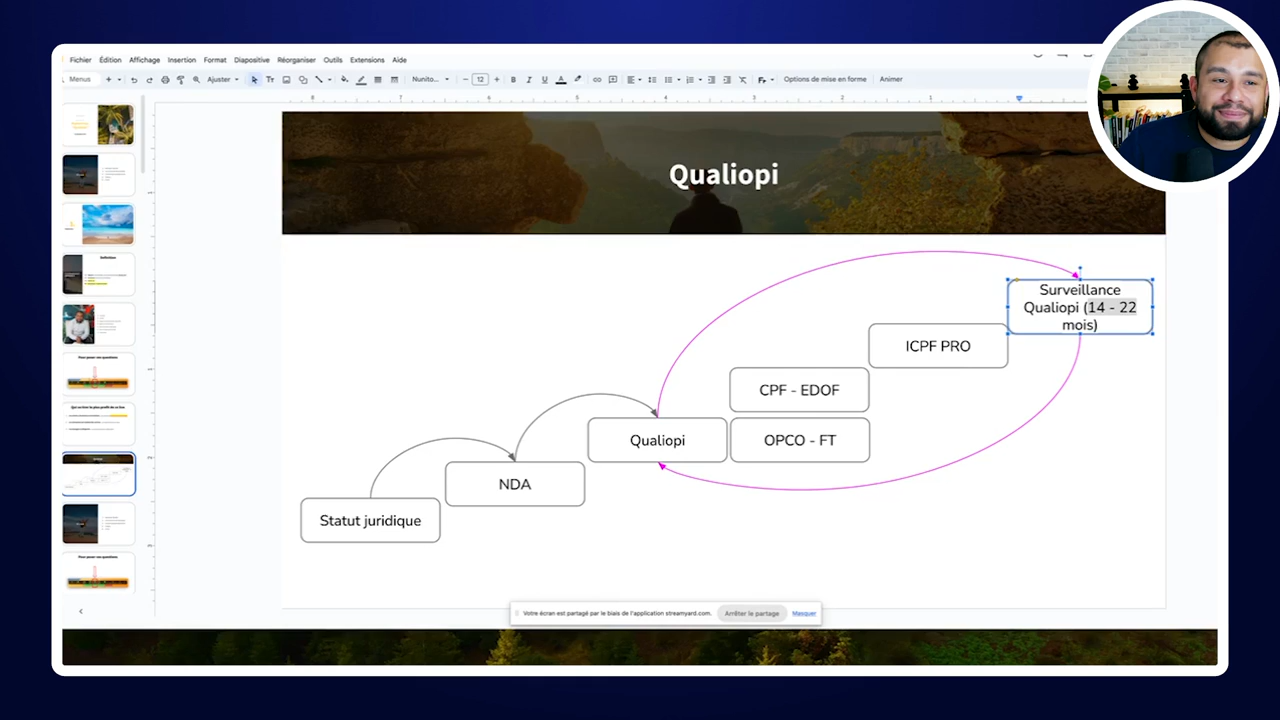 Fichier Édition Affichage Insertion Format Diapositive Réorganiser Outils Extensions Aide
Menus Ajuster Nunito... 12 B I U A Options de mise en forme Animer
Qualiopi
Surveillance
Qualiopi (14 - 22
mois)
ICPF PRO
CPF - EDOF
Qualiopi
OPCO - FT
NDA
Statut juridique
Votre écran est partagé par le biais de l'application streamyard.com. Arrêter le partage Masquer